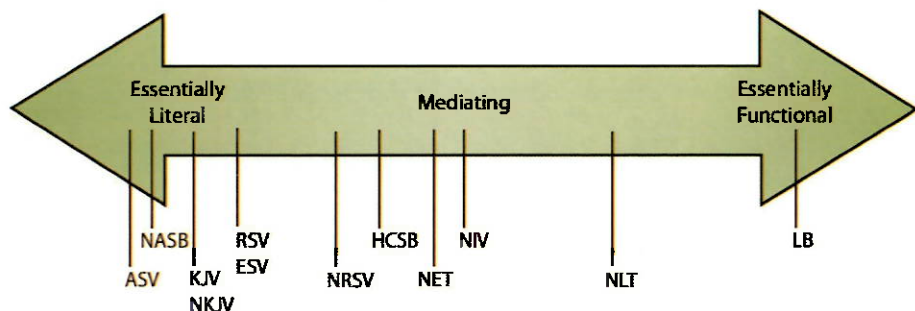 Essentially
Literal
Mediating
Essentially
Functional
NASB
RSV
ESV
HCSB
NIV
LB
ASV
KJV
NKJV
NRSV
NET
NLT